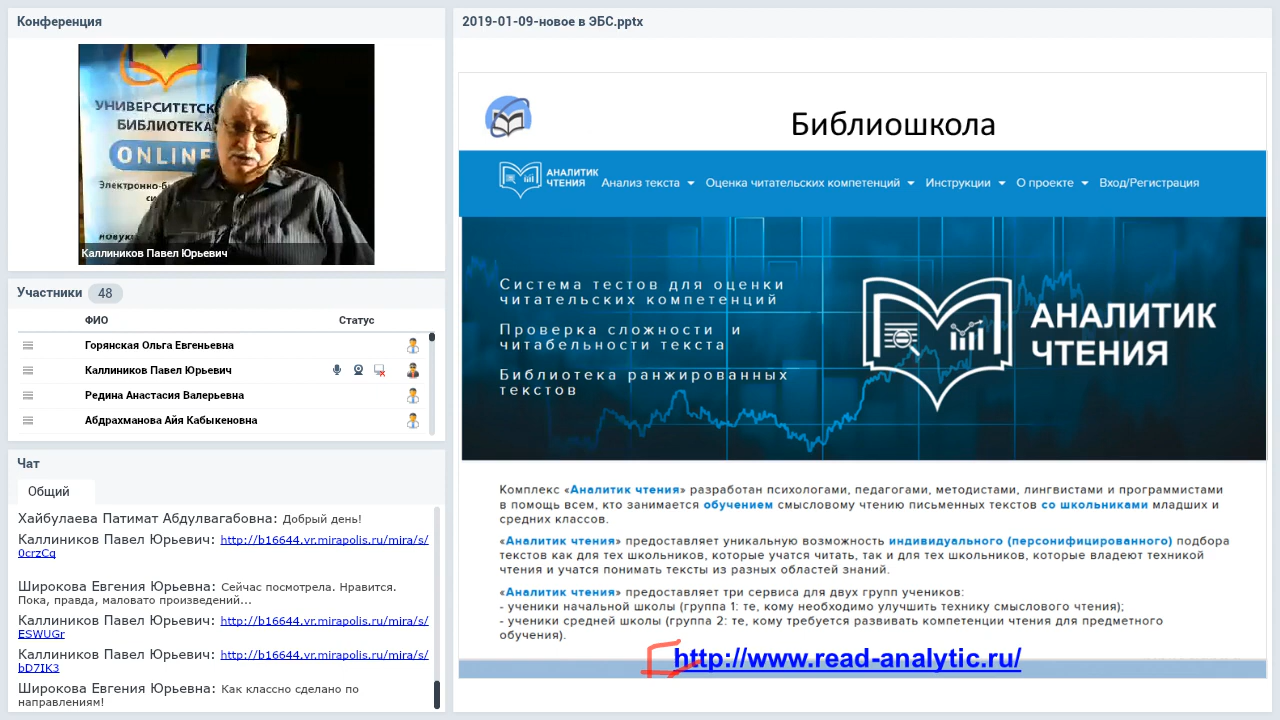 Конференция
УНИВЕРСИТЕТСК
БИБЛИОТЕКА
ONLINE
Каллиников Павел Юрьевич
Участники 48
ФИО Статус
Горянская Ольга Евгеньевна
Каллиников Павел Юрьевич
Редина Анастасия Валерьевна
Абдрахманова Айя Кабыкеновна
Чат
Общий
Хайбулаева Патимат Абдулвагабовна: Добрый день!
Каллиников Павел Юрьевич: http://b16644.vr.mirapolis.ru/mira/s/
0crzCq
Широкова Евгения Юрьевна: Сейчас посмотрела. Нравится.
Пока, правда, маловато произведений...
Каллиников Павел Юрьевич: http://b16644.vr.mirapolis.ru/mira/s/
ESWUGr
Каллиников Павел Юрьевич: http://b16644.vr.mirapolis.ru/mira/s/
bD7IK3
Широкова Евгения Юрьевна: Как классно сделано по
направлениям!
2019-01-09-новое в ЭБС.pptx
Библиошкола
АНАЛИТИК
ЧТЕНИЯ
Анализ текста Оценка читательских компетенций Инструкции О проекте Вход/Регистрация
Система тестов для оценки
читательских компетенций
Проверка сложности и
читабельности текста
Библиотека ранжированных
текстов
АНАЛИТИК
ЧТЕНИЯ
Комплекс «Аналитик чтения» разработан психологами, педагогами, методистами, лингвистами и программистами
в помощь всем, кто занимается обучением смысловому чтению письменных текстов со школьниками младших и
средних классов.
«Аналитик чтения» предоставляет уникальную возможность индивидуального (персонифицированного) подбора
текстов как для тех школьников, которые учатся читать, так и для тех школьников, которые владеют техникой
чтения и учатся понимать тексты из разных областей знаний.
«Аналитик чтения» предоставляет три сервиса для двух групп учеников:
- ученики начальной школы (группа 1: те, кому необходимо улучшить технику смыслового чтения);
- ученики средней школы (группа 2: те, кому требуется развивать компетенции чтения для предметного
обучения).
http://www.read-analytic.ru/